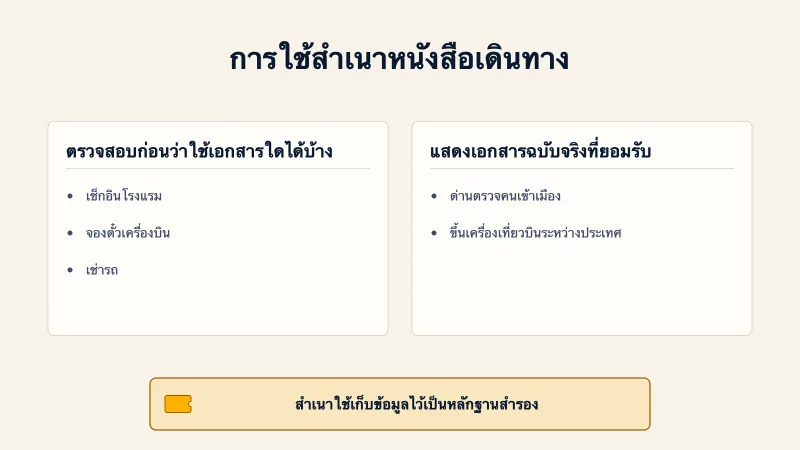 การใช้สำเนาหนังสือเดินทาง
ตรวจสอบก่อนว่าใช้เอกสารใดได้บ้าง
เช็กอินโรงแรม
จองตั๋วเครื่องบิน
เช่ารถ
แสดงเอกสารฉบับจริงที่ยอมรับ
ด่านตรวจคนเข้าเมือง
ขึ้นเครื่องเที่ยวบินระหว่างประเทศ
สำเนาใช้เก็บข้อมูลไว้เป็นหลักฐานสำรอง